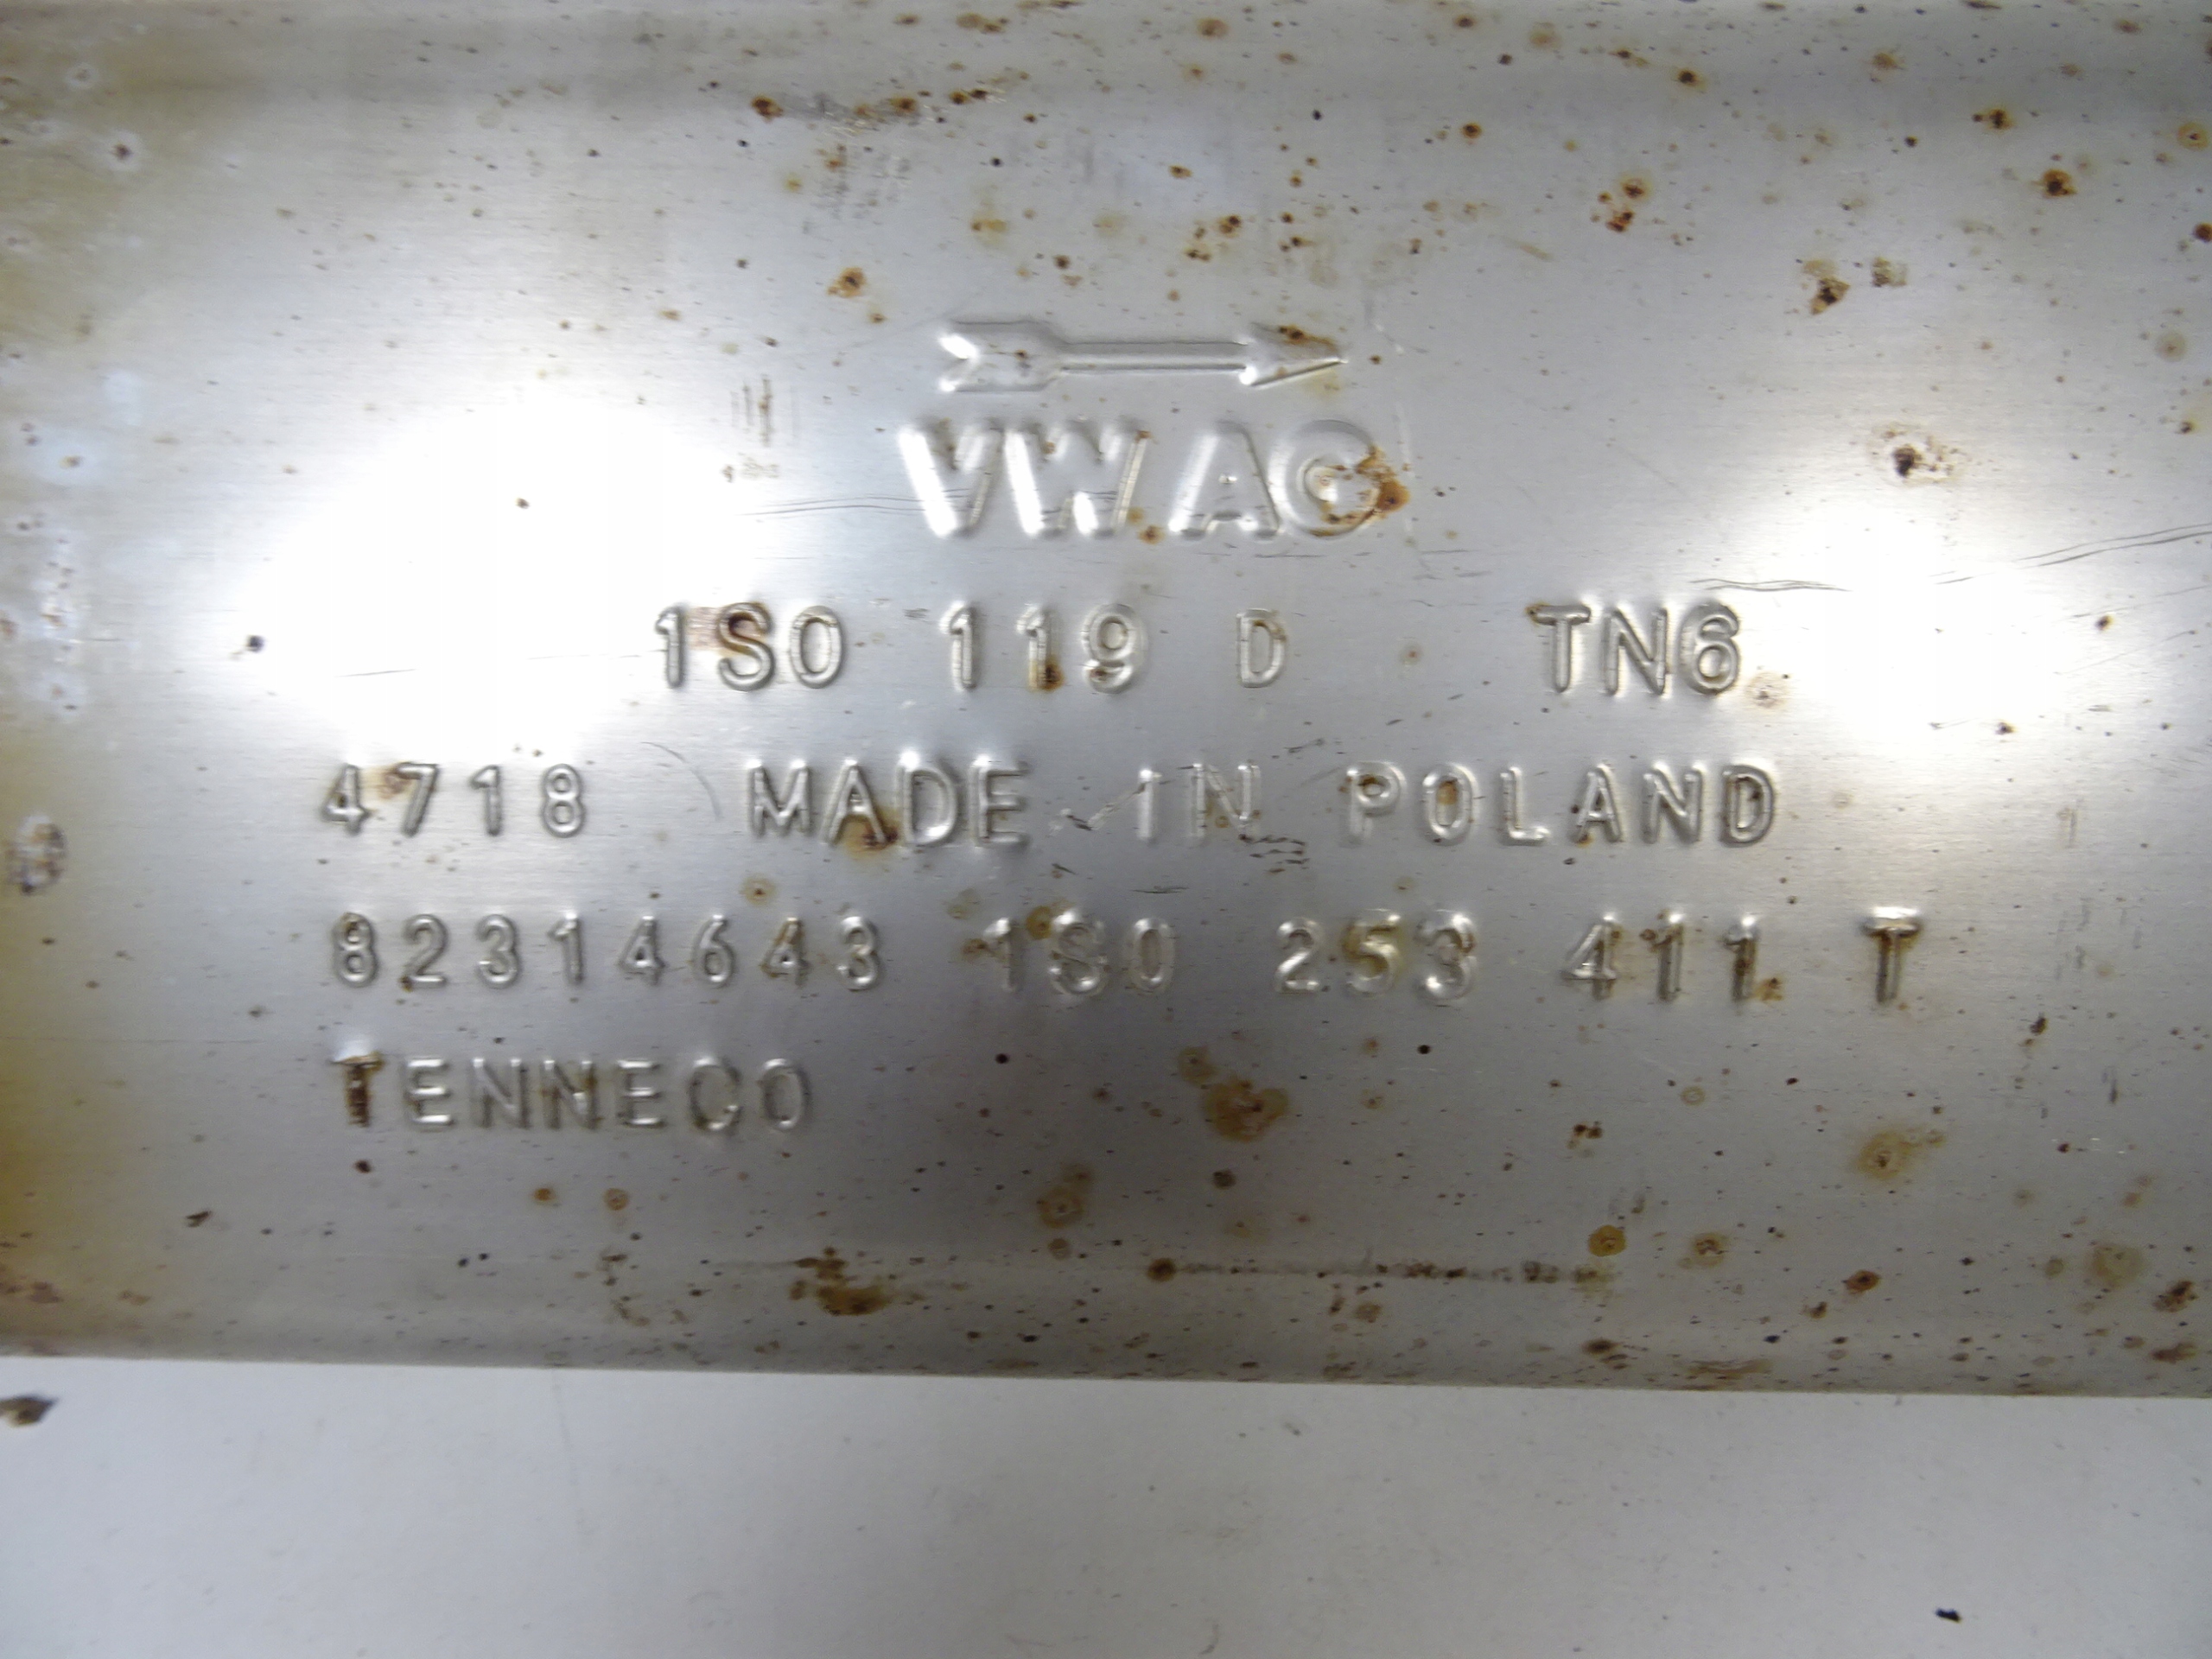 VW AG
1S0 119 D TN6
4718 MADE IN POLAND
82314643 1S0 253 411 T
TENNECO